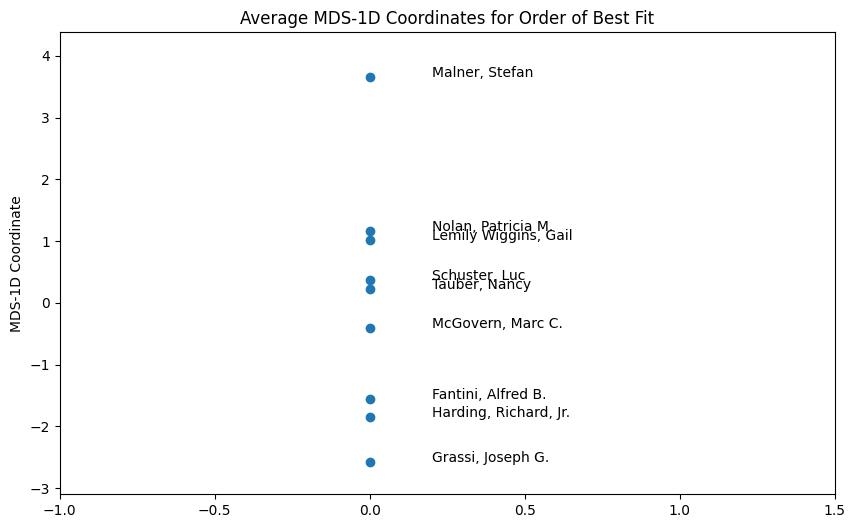 Average MDS-1D Coordinates for Order of Best Fit
4
Malner, Stefan
3
2
Nolan, Patricia M.
Lemily Wiggins, Gail
1
Schuster, Luc
Tauber, Nancy
0
McGovern, Marc C.
−1
Fantini, Alfred B.
Harding, Richard, Jr.
−2
Grassi, Joseph G.
−3
MDS-1D Coordinate
−1.0 −0.5 0.0 0.5 1.0 1.5